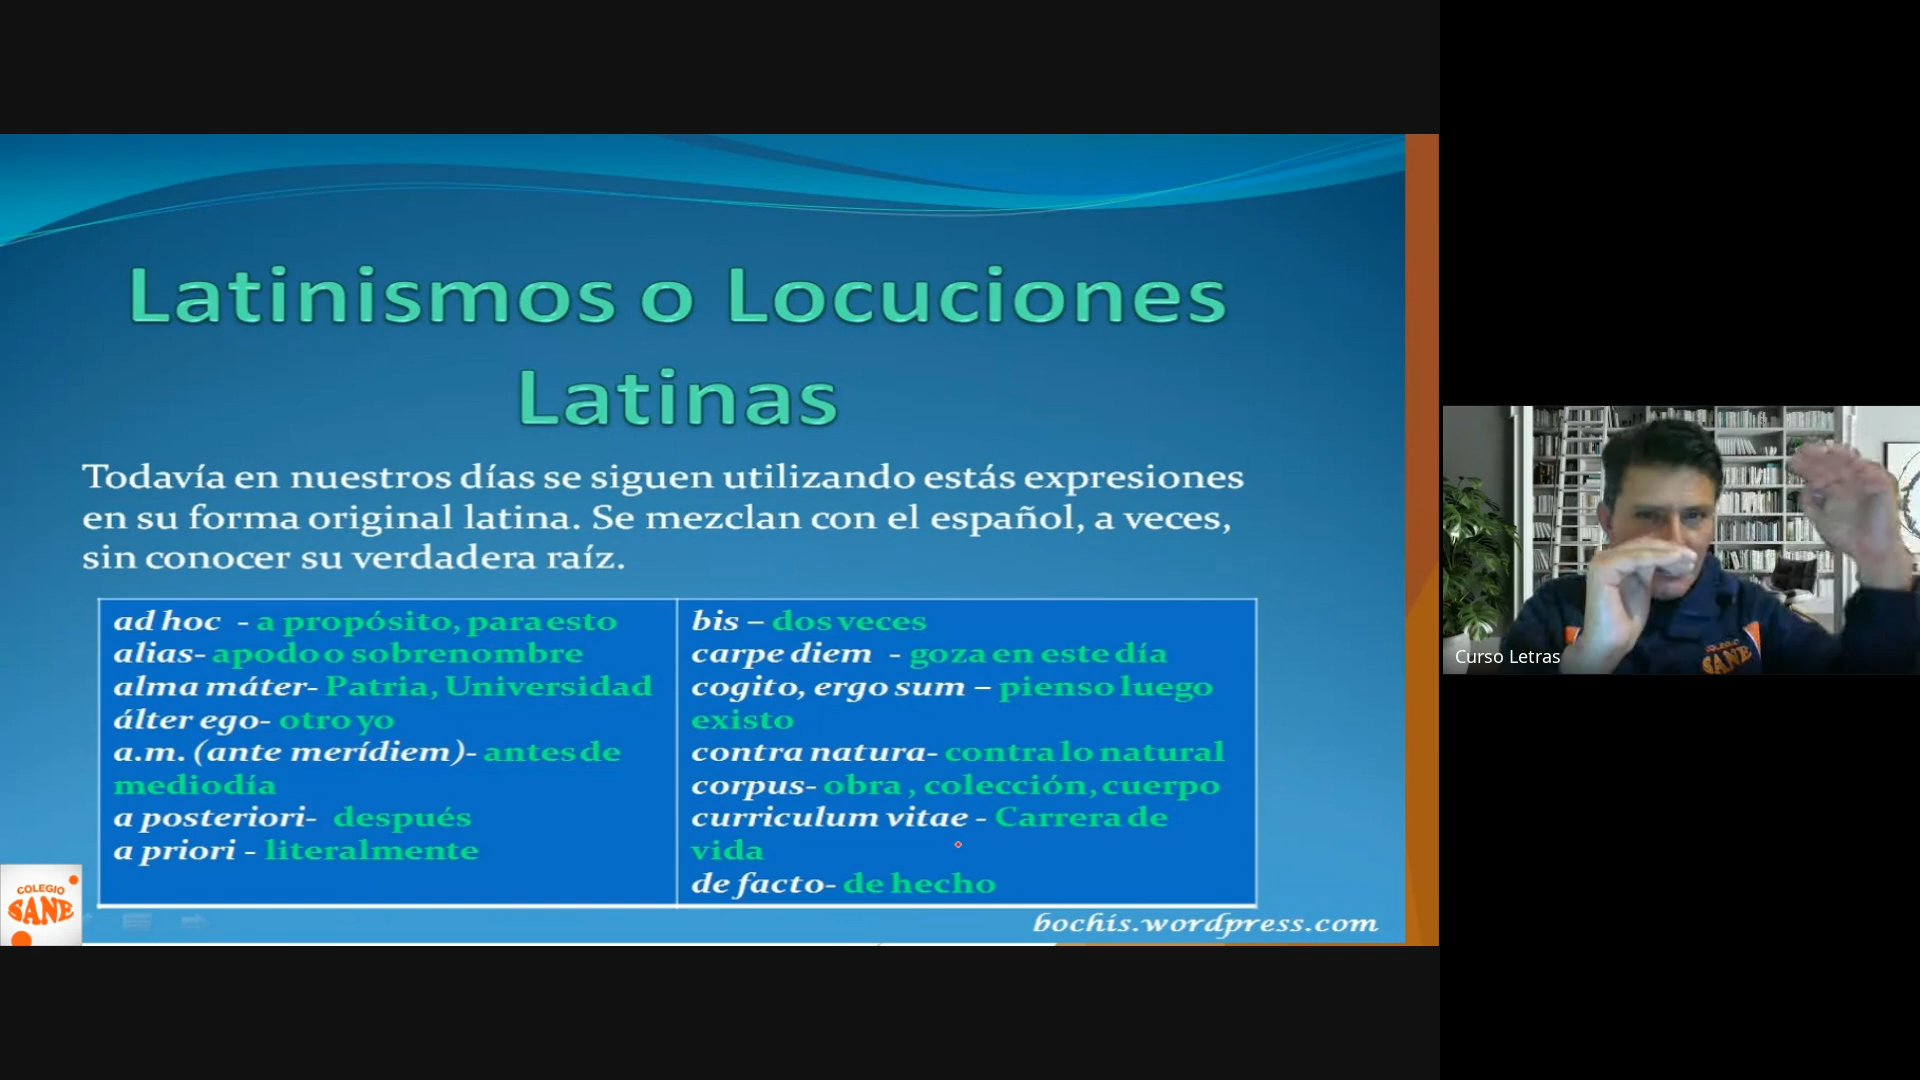 Latinismos o Locuciones
Latinas
Todavía en nuestros días se siguen utilizando estás expresiones
en su forma original latina. Se mezclan con el español, a veces,
sin conocer su verdadera raíz.
ad hoc - a propósito, para esto
alias- apodo o sobrenombre
alma máter- Patria, Universidad
álter ego- otro yo
a.m. (ante merídiem)- antes de
mediodía
a posteriori- después
a priori - literalmente
bis – dos veces
carpe diem - goza en este día
cogito, ergo sum – pienso luego
existo
contra natura- contra lo natural
corpus- obra , colección, cuerpo
curriculum vitae - Carrera de
vida
de facto- de hecho
COLEGIO
SANE
bochis.wordpress.com
Curso Letras
SANE